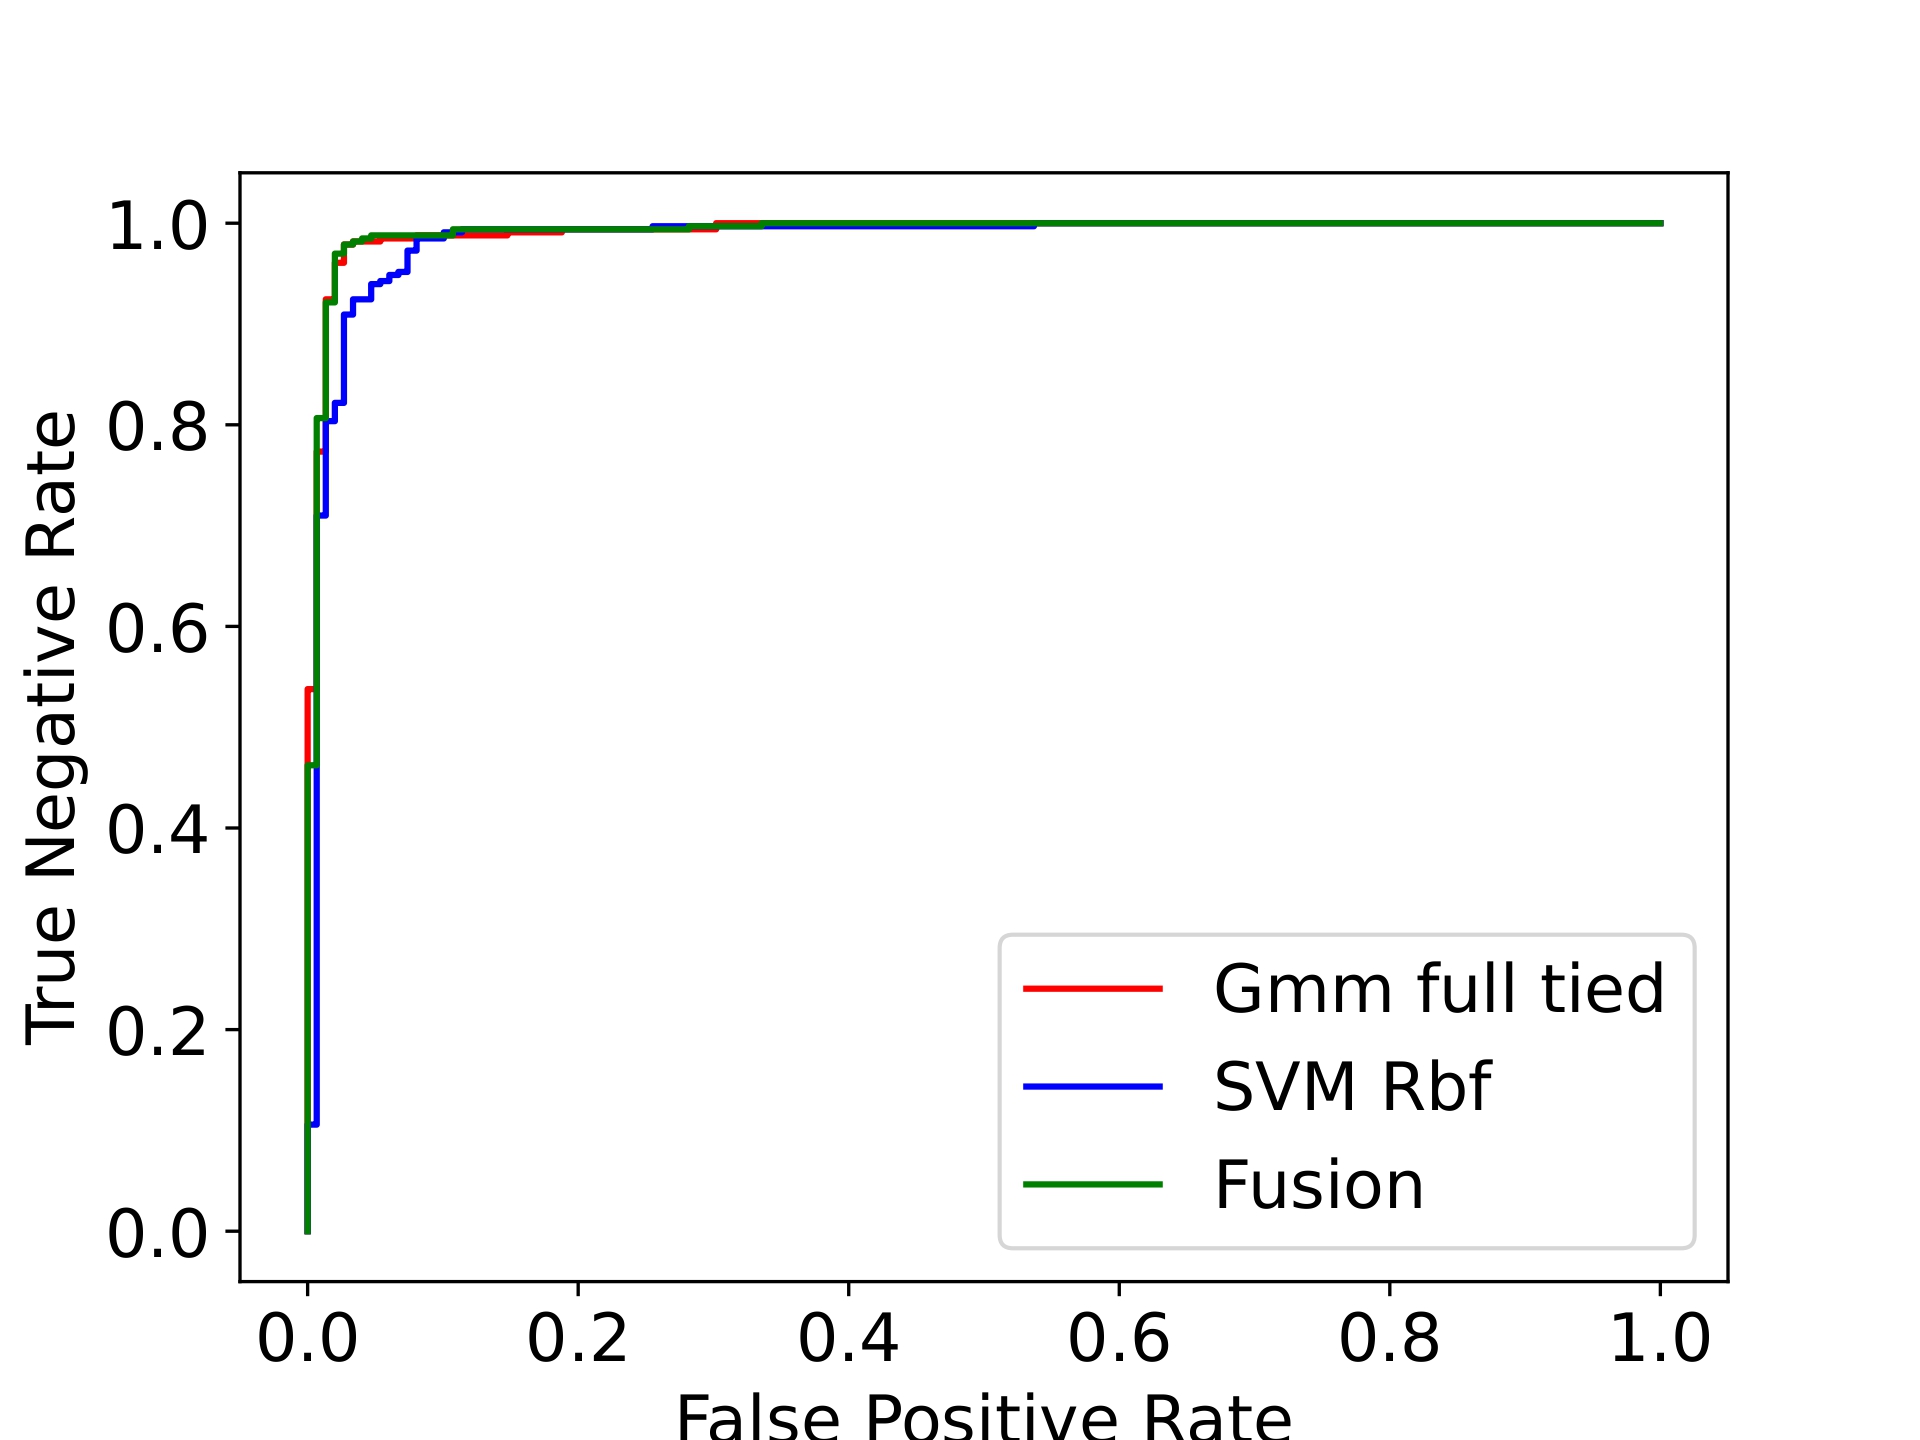 True Negative Rate
1.0
0.8
0.6
0.4
0.2
0.0
Gmm full tied
SVM Rbf
Fusion
0.0 0.2 0.4 0.6 0.8 1.0
False Positive Rate